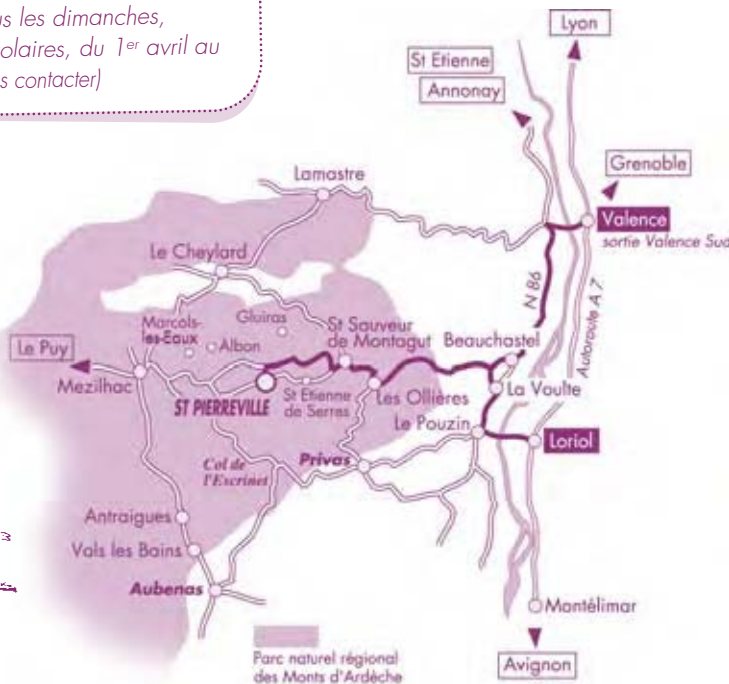 us les dimanches,
olaires, du 1er avril au
s contacter)
Lyon
St Etienne
Annonay
Grenoble
Lamastre
Valence
sortie Valence Sud
Le Cheylard
N 86
Autoroute A 7
Marcols-
les-Eaux
Gluiras
Albon
St Sauveur
de Montagut
Beauchastel
Le Puy
Mezilhac
ST PIERREVILLE
St Etienne
de Serres
Les Ollières
La Voulte
Le Pouzin
Loriol
Col de
l'Escrinet
Privas
Antraigues
Vals les Bains
Aubenas
Montélimar
Parc naturel régional
des Monts d'Ardèche
Avignon